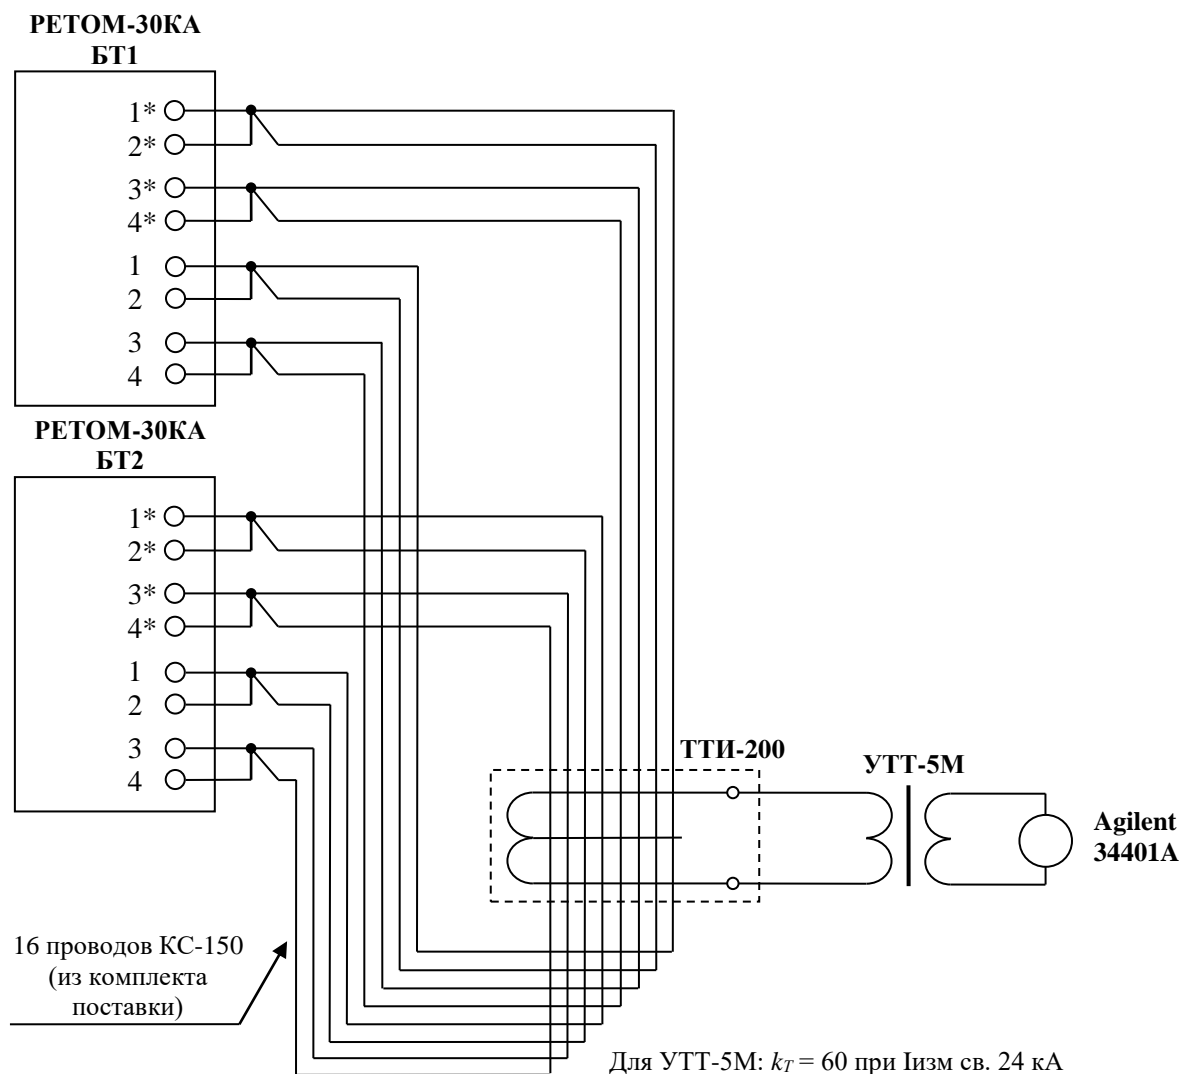 РЕТОМ-30КА
БТ1
1*
2*
3*
4*
1
2
3
4
РЕТОМ-30КА
БТ2
1*
2*
3*
4*
1
2
3
4
ТТИ-200
УТТ-5М
Agilent
34401A
16 проводов КС-150
(из комплекта
поставки)
Для УТТ-5М: kT = 60 при Iизм св. 24 кА